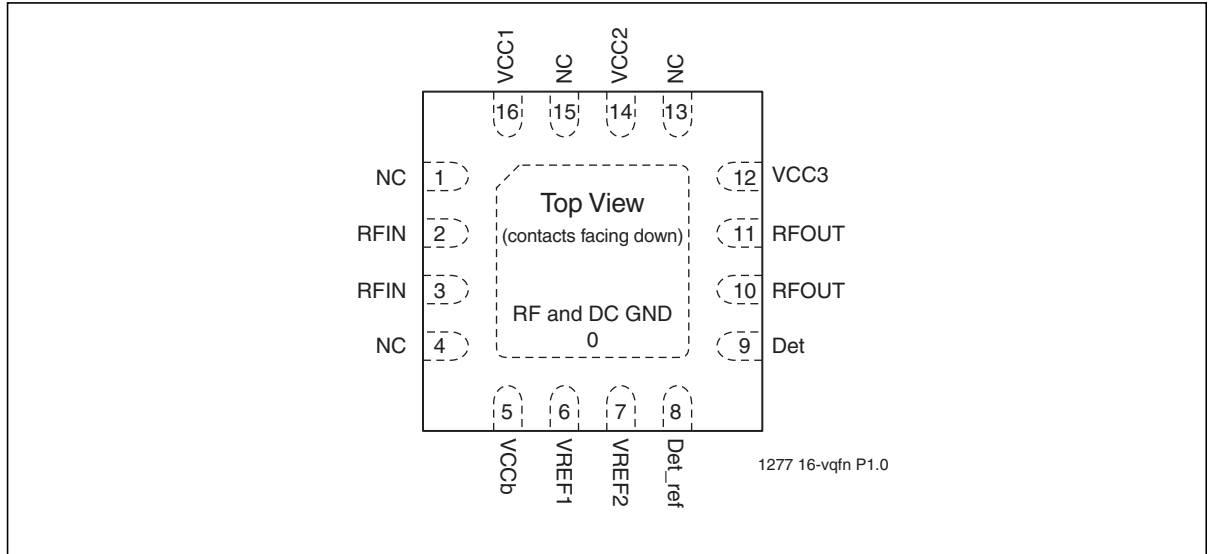 VCC1
NC
VCC2
NC
16
15
14
13
NC 1
12 VCC3
RFIN 2
11 RFOUT
RFIN 3
10 RFOUT
NC 4
9 Det
Top View
(contacts facing down)
RF and DC GND
0
5
6
7
8
VCCb
VREF1
VREF2
Det_ref
1277 16-vqfn P1.0